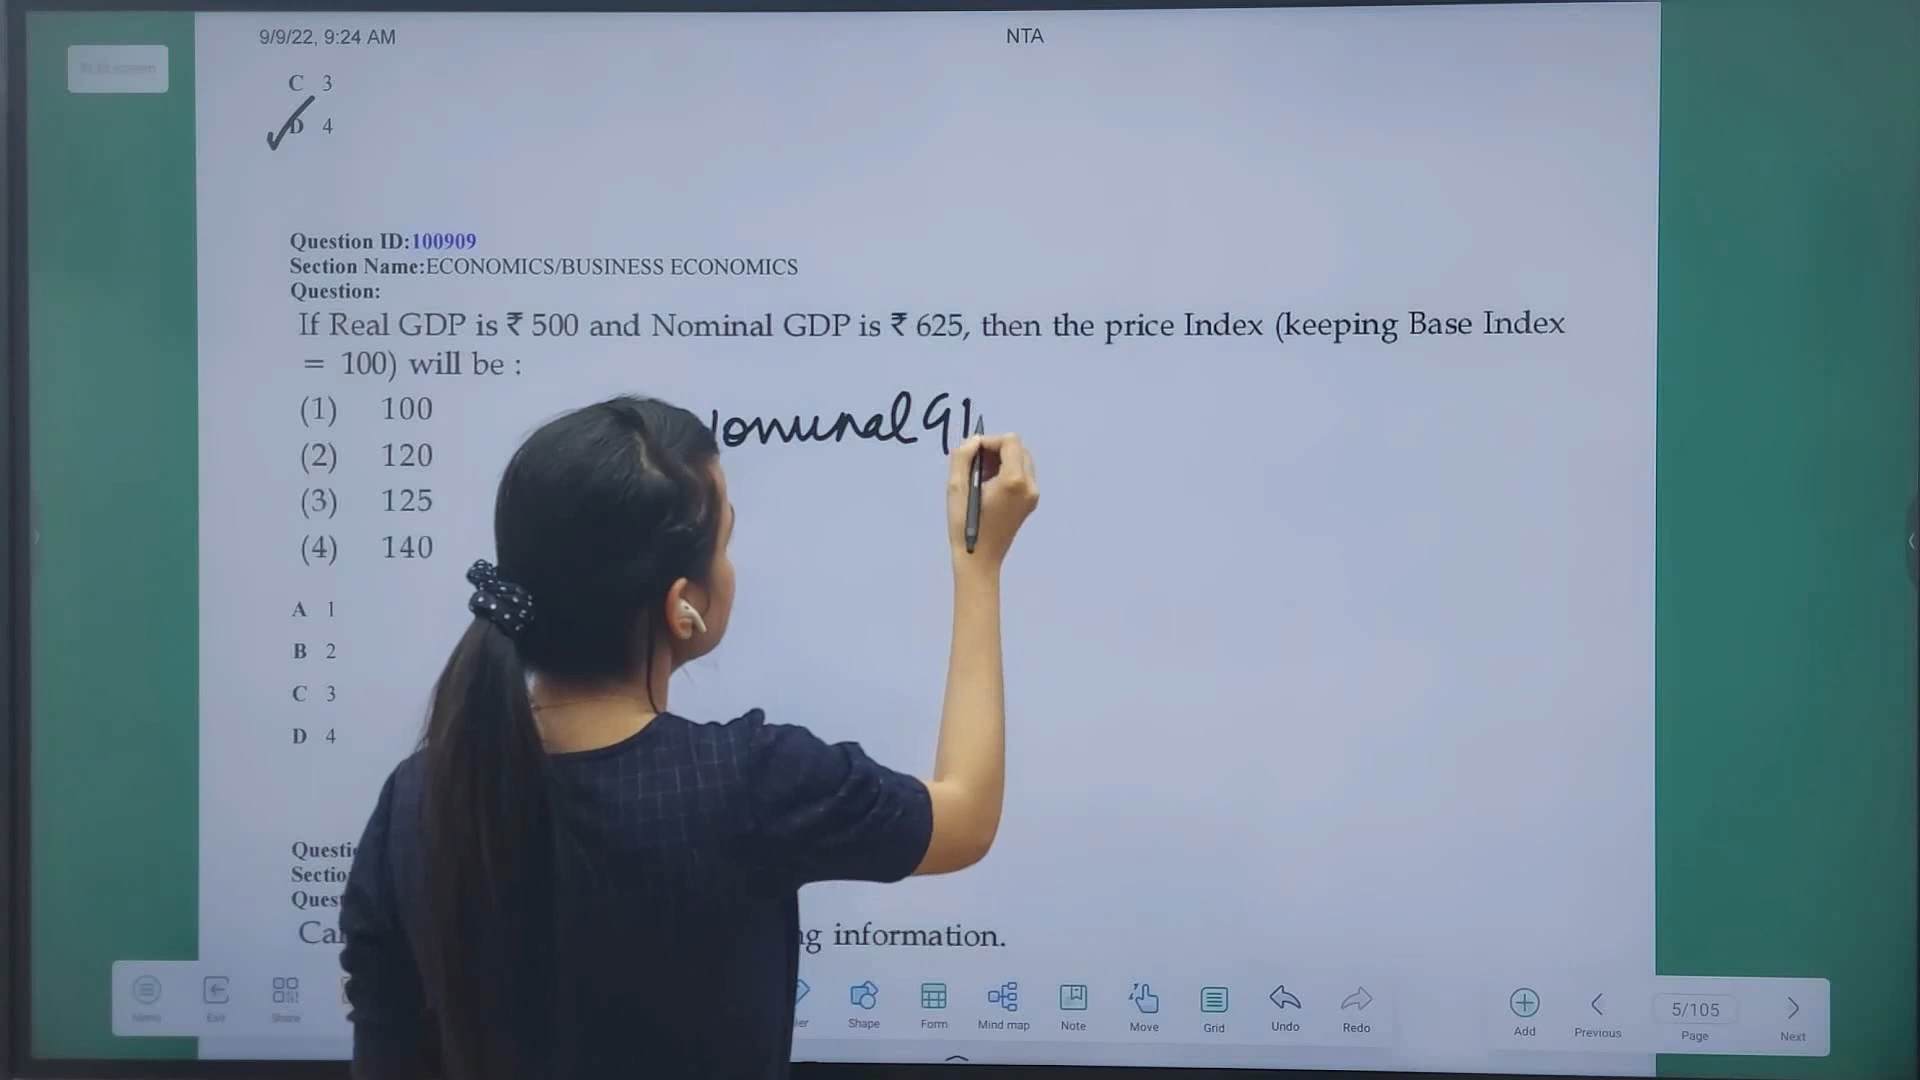 9/9/22, 9:24 AM NTA
C 3
D 4
Question ID:100909
Section Name:ECONOMICS/BUSINESS ECONOMICS
Question:
If Real GDP is ₹ 500 and Nominal GDP is ₹ 625, then the price Index (keeping Base Index
= 100) will be :
(1) 100
(2) 120
(3) 125
(4) 140
A 1
B 2
C 3
D 4
information.
Menu Exit Share Shape Form Mind map Note Move Grid Undo Redo Add Previous 5/105 Page Next